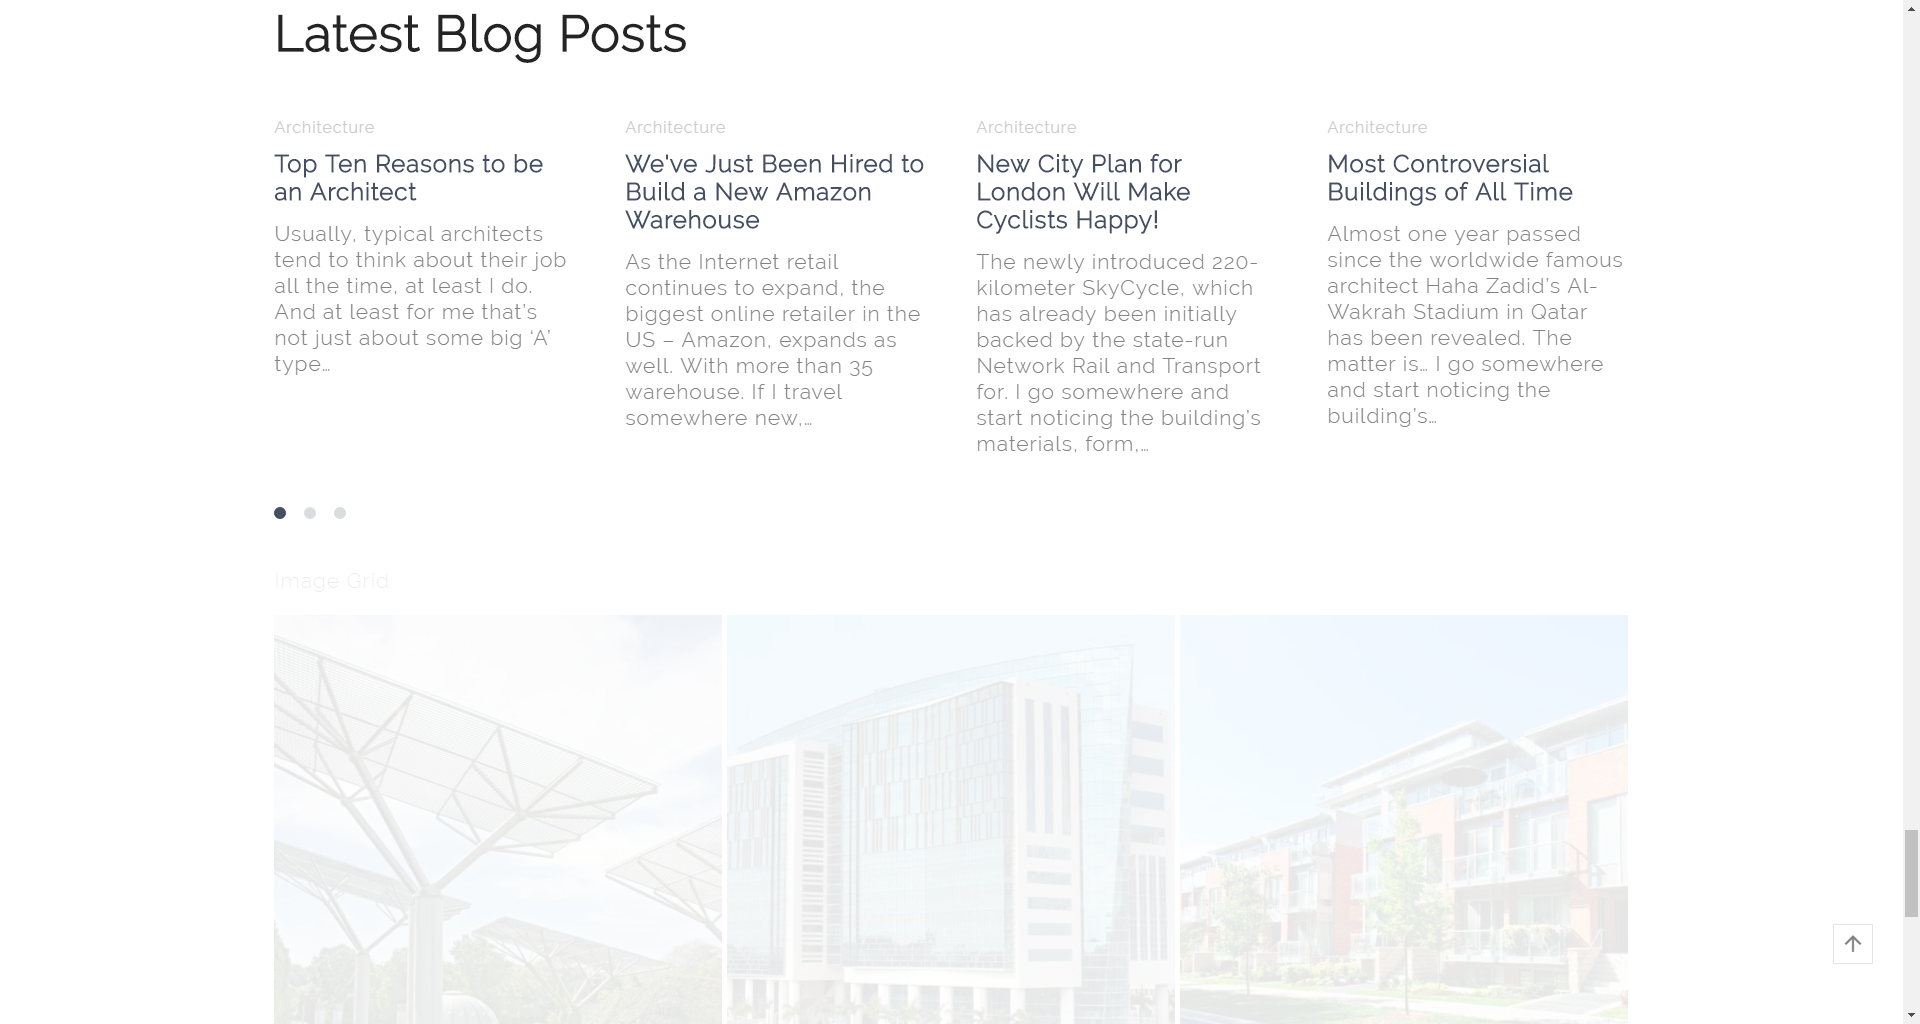 Latest Blog Posts
Architecture
Top Ten Reasons to be
an Architect
Usually, typical architects
tend to think about their job
all the time, at least I do.
And at least for me that’s
not just about some big ‘A’
type…
Architecture
We've Just Been Hired to
Build a New Amazon
Warehouse
As the Internet retail
continues to expand, the
biggest online retailer in the
US – Amazon, expands as
well. With more than 35
warehouse. If I travel
somewhere new,…
Architecture
New City Plan for
London Will Make
Cyclists Happy!
The newly introduced 220-
kilometer SkyCycle, which
has already been initially
backed by the state-run
Network Rail and Transport
for. I go somewhere and
start noticing the building’s
materials, form,…
Architecture
Most Controversial
Buildings of All Time
Almost one year passed
since the worldwide famous
architect Haha Zadid’s Al-
Wakrah Stadium in Qatar
has been revealed. The
matter is… I go somewhere
and start noticing the
building’s…
Image Grid